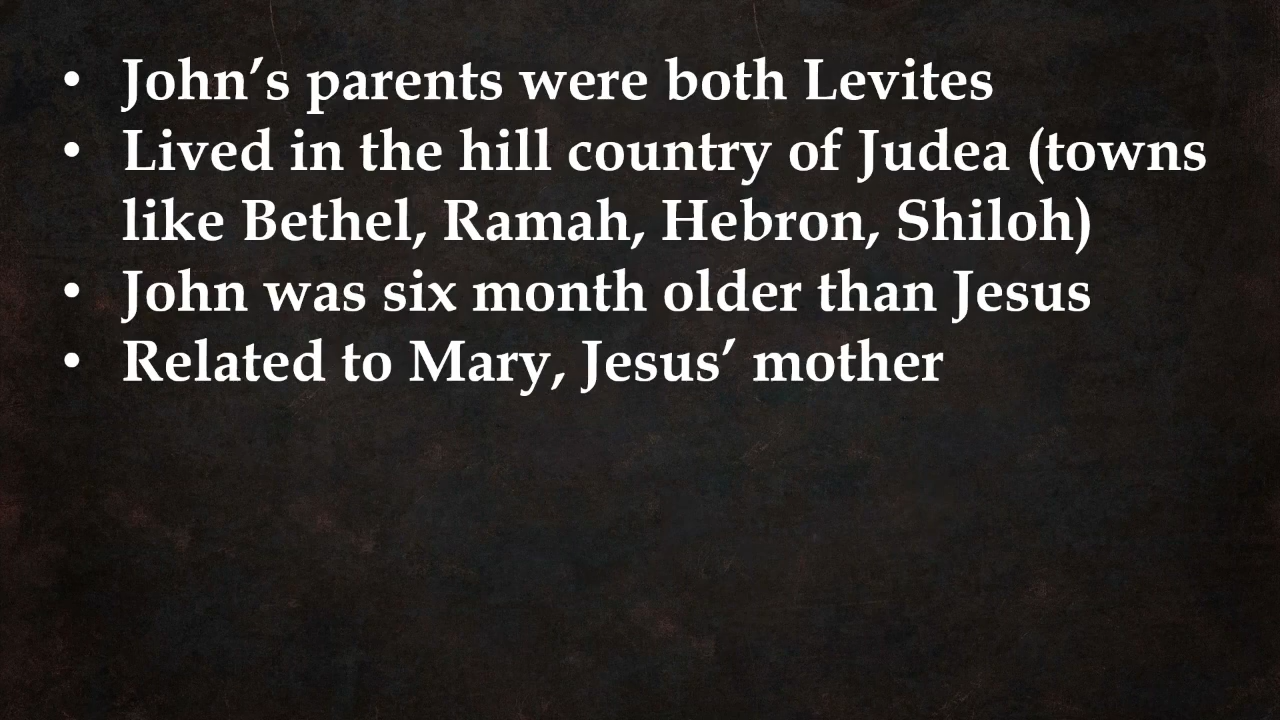 • John’s parents were both Levites
• Lived in the hill country of Judea (towns
like Bethel, Ramah, Hebron, Shiloh)
• John was six month older than Jesus
• Related to Mary, Jesus’ mother